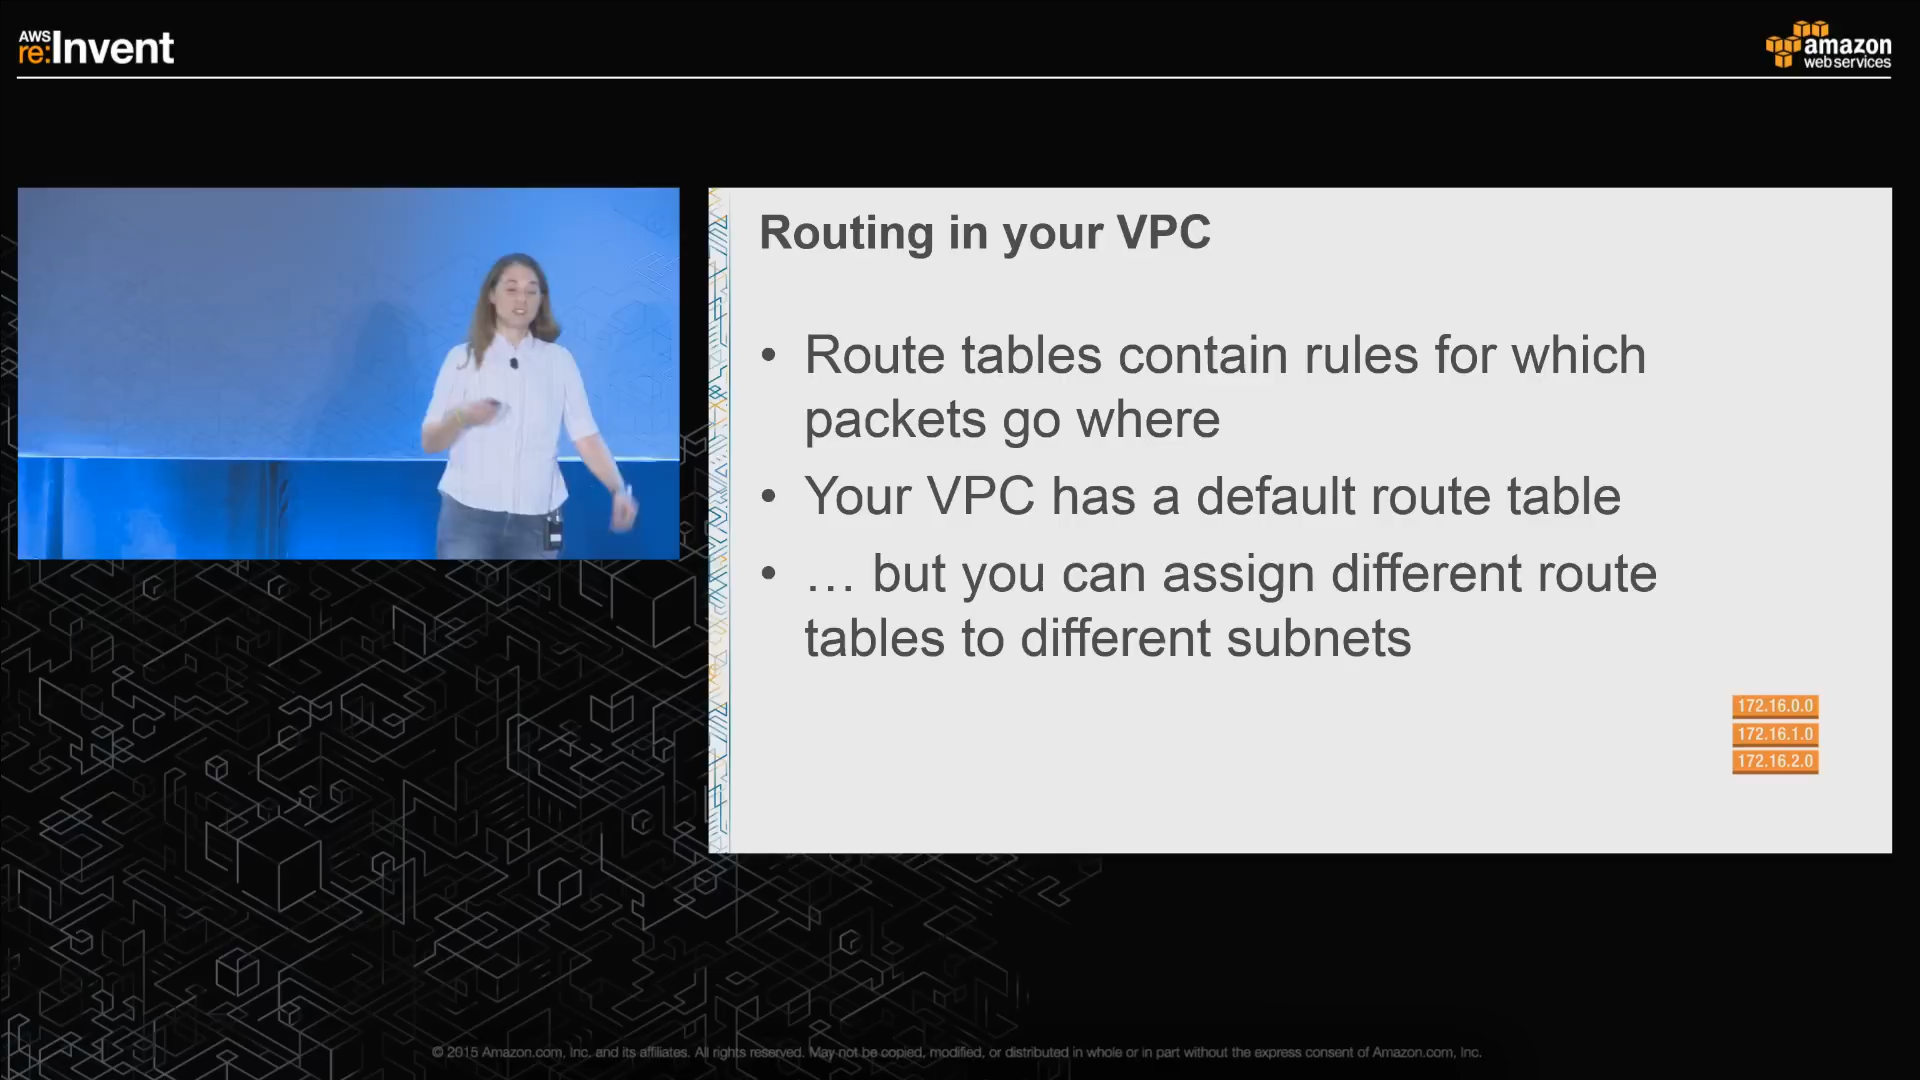 AWS
re:Invent
amazon
web services
Routing in your VPC
• Route tables contain rules for which
packets go where
• Your VPC has a default route table
• … but you can assign different route
tables to different subnets
172.16.0.0
172.16.1.0
172.16.2.0
© 2015 Amazon.com, Inc. and its affiliates. All rights reserved. May not be copied, modified, or distributed in whole or in part without the express consent of Amazon.com, Inc.